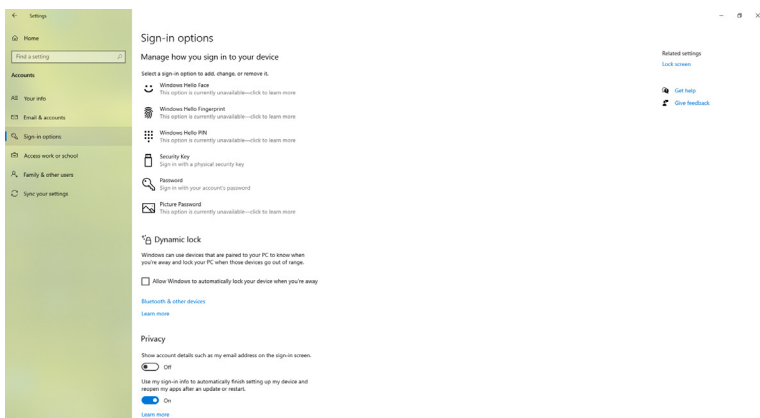 Settings
Home
Find a setting
Accounts
Your info
Email & accounts
Sign-in options
Access work or school
Family & other users
Sync your settings
Sign-in options
Manage how you sign in to your device
Select a sign-in option to add, change, or remove it.
Windows Hello Face
This option is currently unavailable—click to learn more
Windows Hello Fingerprint
This option is currently unavailable—click to learn more
Windows Hello PIN
This option is currently unavailable—click to learn more
Security Key
Sign in with a physical security key
Password
Sign in with your account's password
Picture Password
This option is currently unavailable—click to learn more
Dynamic lock
Windows can use devices that are paired to your PC to know when
you're away and lock your PC when those devices go out of range.
Allow Windows to automatically lock your device when you're away
Bluetooth & other devices
Learn more
Privacy
Show account details such as my email address on the sign-in screen.
Off
Use my sign-in info to automatically finish setting up my device and
reopen my apps after an update or restart.
On
Learn more
Related settings
Lock screen
Get help
Give feedback